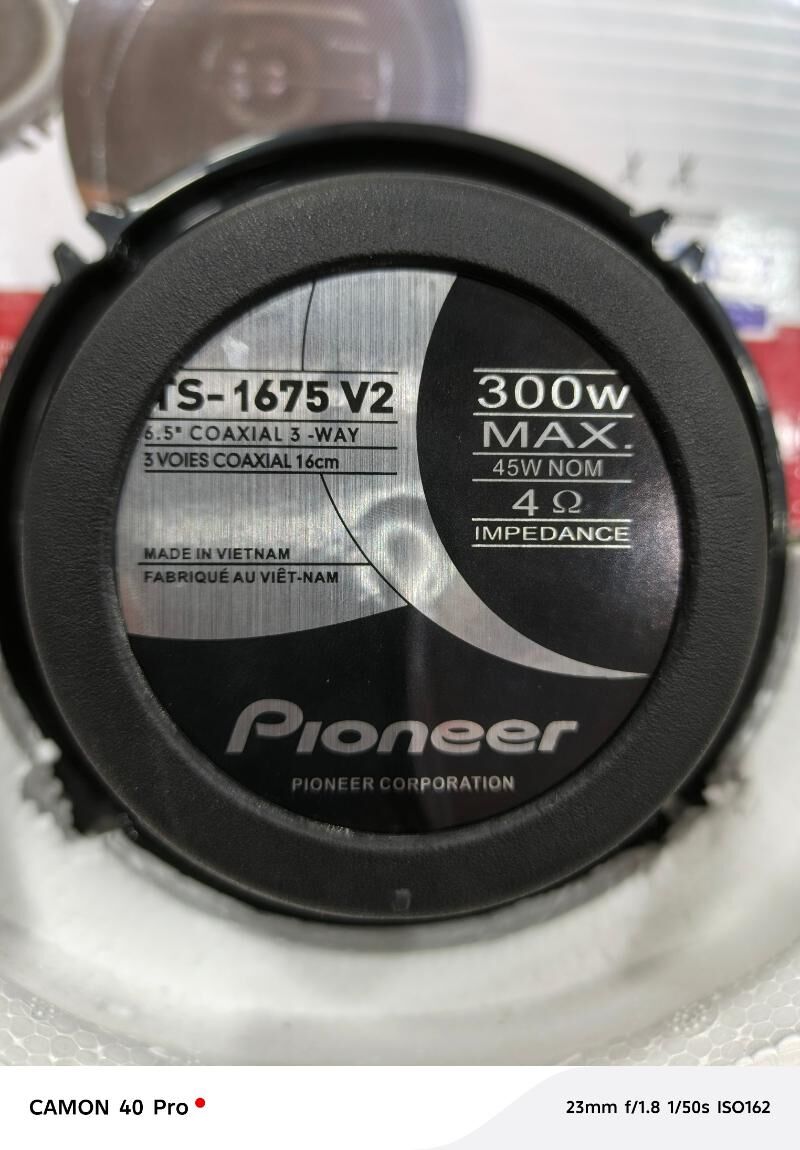 TS-1675 V2
6.5" COAXIAL 3 -WAY
3 VOIES COAXIAL 16cm
MADE IN VIETNAM
FABRIQUÉ AU VIÊT-NAM
300w
MAX.
45W NOM
4 Ω
IMPEDANCE
Pioneer
PIONEER CORPORATION
CAMON 40 Pro
23mm f/1.8 1/50s ISO162